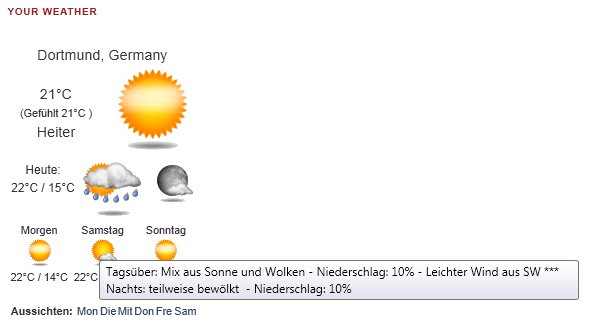 YOUR WEATHER
Dortmund, Germany
21°C
(Gefühlt 21°C )
Heiter
Heute:
22°C / 15°C
Morgen Samstag Sonntag
22°C / 14°C 22°C
Tagsüber: Mix aus Sonne und Wolken - Niederschlag: 10% - Leichter Wind aus SW ***
Nachts: teilweise bewölkt - Niederschlag: 10%
Aussichten: Mon Die Mit Don Fre Sam